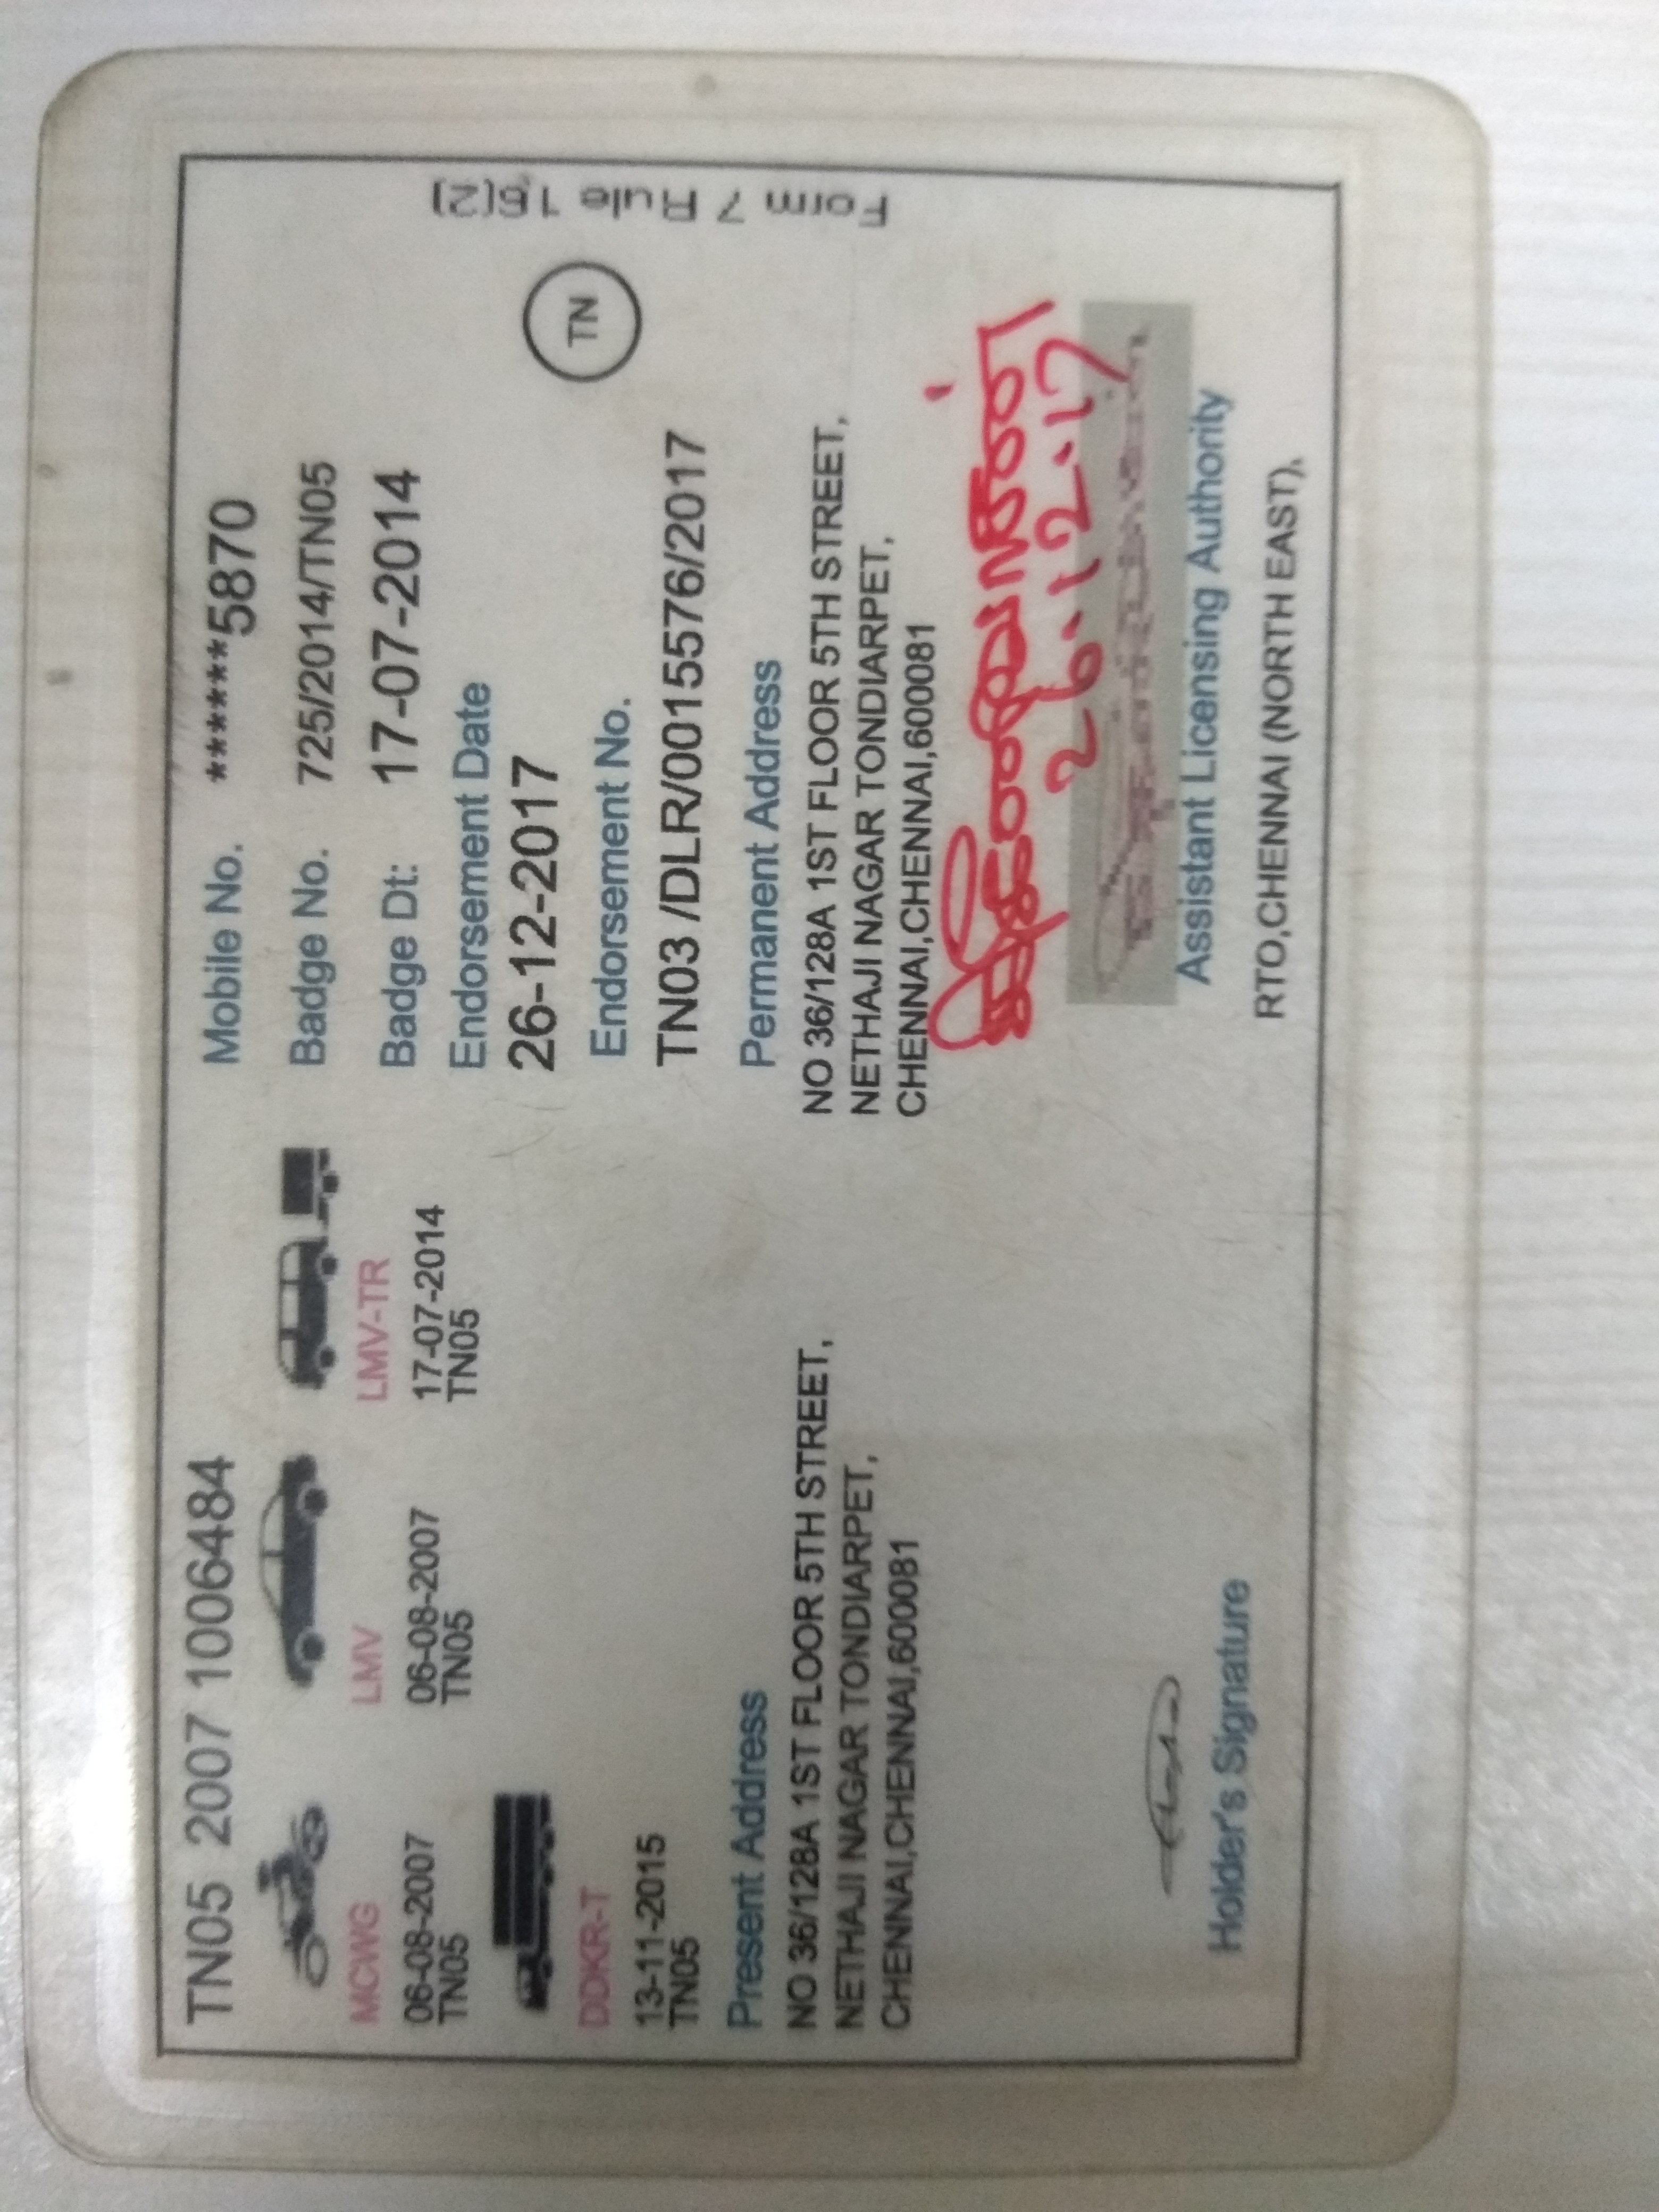 TN05 2007 1006484
MCWG
06-08-2007
TN05
LMV
06-08-2007
TN05
LMV-TR
17-07-2014
TN05
DDKR-T
13-11-2015
TN05
Mobile No. ******5870
Badge No. 725/2014/TN05
Badge Dt: 17-07-2014
Endorsement Date
26-12-2017
Endorsement No.
TN03 /DLR/0015576/2017
TN
Form 7 Rule 16(2)
Present Address
NO 36/128A 1ST FLOOR 5TH STREET,
NETHAJI NAGAR TONDIARPET,
CHENNAI,CHENNAI,600081
Permanent Address
NO 36/128A 1ST FLOOR 5TH STREET,
NETHAJI NAGAR TONDIARPET,
CHENNAI,CHENNAI,600081
26.12.17
Holder's Signature
Assistant Licensing Authority
RTO,CHENNAI (NORTH EAST),